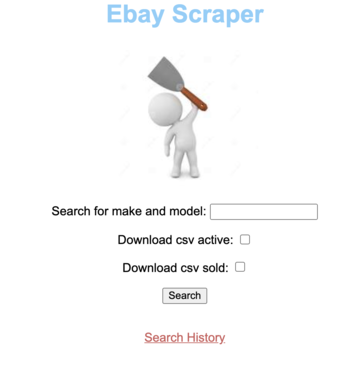 Ebay Scraper
Search for make and model:
Download csv active:
Download csv sold:
Search
Search History